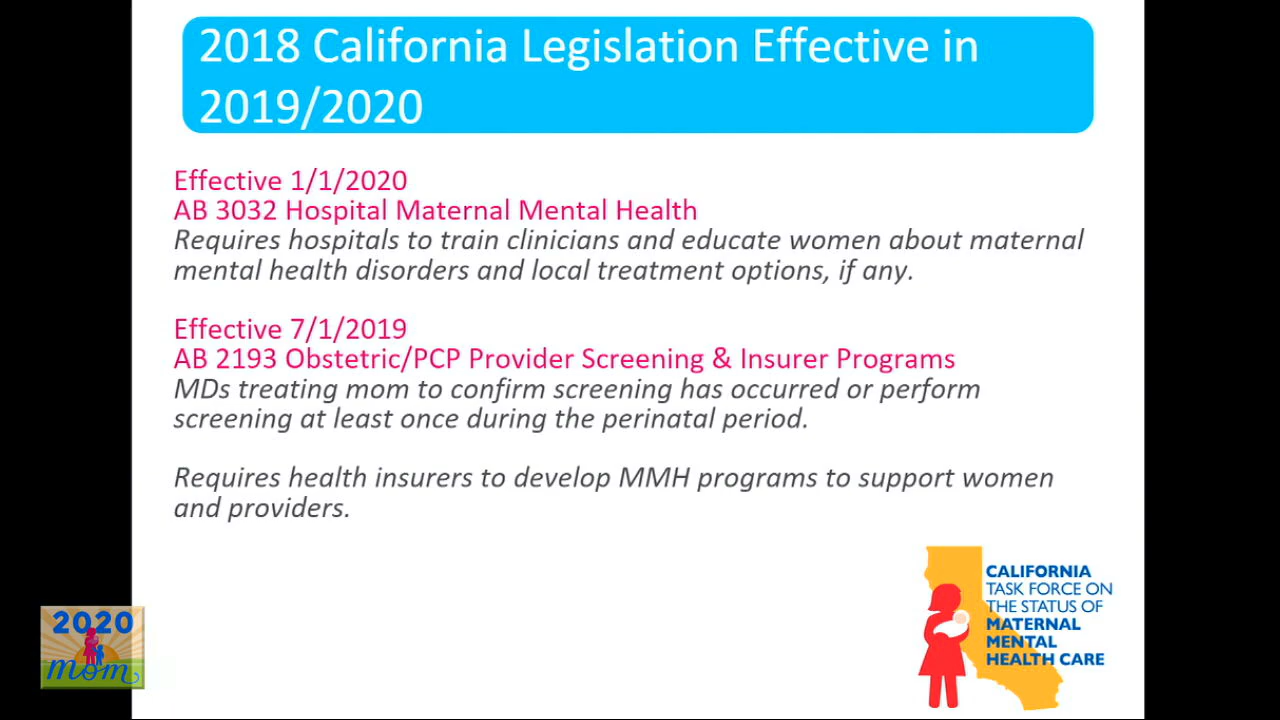 2018 California Legislation Effective in
2019/2020
Effective 1/1/2020
AB 3032 Hospital Maternal Mental Health
Requires hospitals to train clinicians and educate women about maternal
mental health disorders and local treatment options, if any.
Effective 7/1/2019
AB 2193 Obstetric/PCP Provider Screening & Insurer Programs
MDs treating mom to confirm screening has occurred or perform
screening at least once during the perinatal period.
Requires health insurers to develop MMH programs to support women
and providers.
CALIFORNIA
TASK FORCE ON
THE STATUS OF
MATERNAL
MENTAL
HEALTH CARE
2020
mom